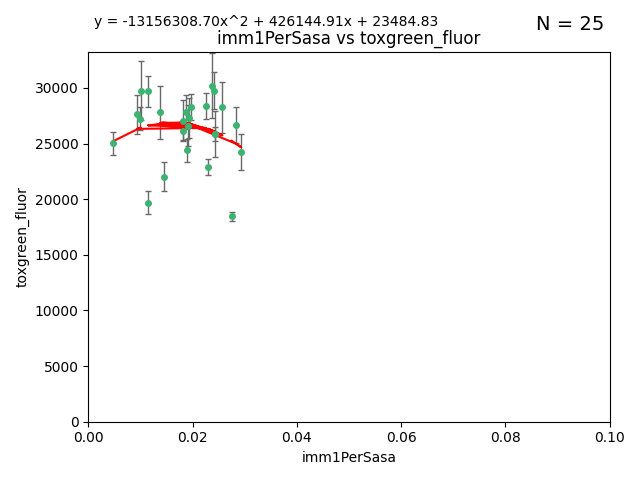 y = -13156308.70x^2 + 426144.91x + 23484.83
N = 25
imm1PerSasa vs toxgreen_fluor
30000
25000
20000
15000
10000
5000
0
toxgreen_fluor
0.00 0.02 0.04 0.06 0.08 0.10
imm1PerSasa